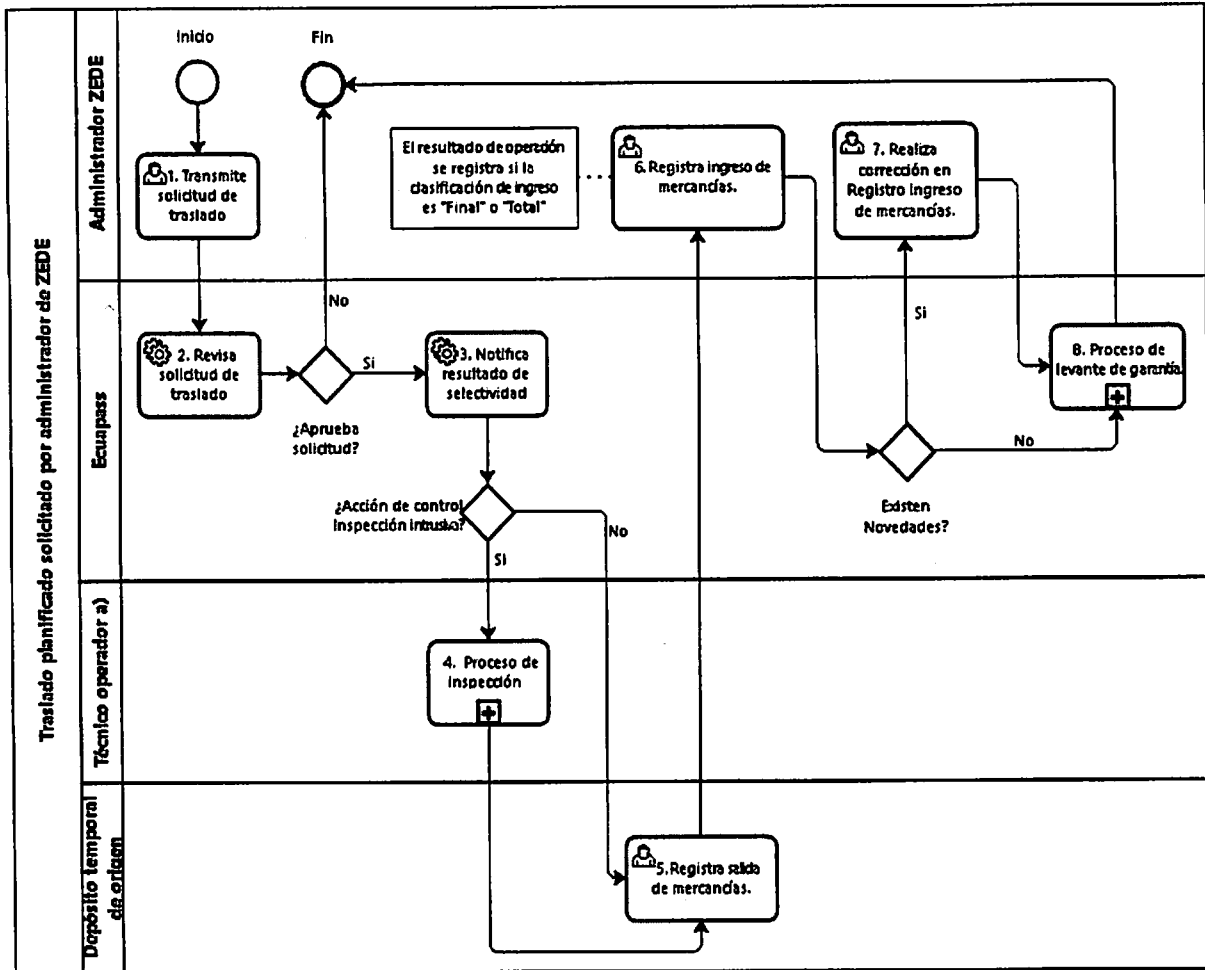 Traslado planificado solicitado por administrador de ZEDE
Administrador ZEDE
Inicio
Fin
1. Transmite
solicitud de
traslado
El resultado de operación
se registra si la
clasificación de ingreso
es "Final" o "Total"
6. Registra ingreso de
mercancías.
7. Realiza
corrección en
Registro Ingreso
de mercancías.
Ecuapass
2. Revisa
solicitud de
traslado
No
Si
¿Aprueba
solicitud?
3. Notifica
resultado de
selectividad
¿Acción de control
Inspección intrusiva?
No
Si
Si
No
Existen
Novedades?
8. Proceso de
levante de garantía.
Técnico operador a)
4. Proceso de
inspección
Depósito temporal
de origen
5. Registra salida
de mercancías.